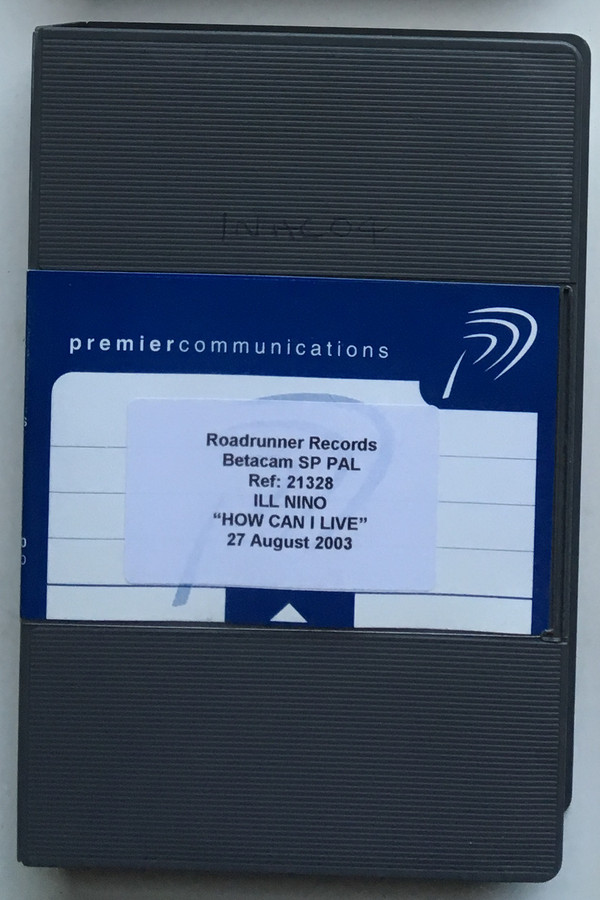 premiercommunications
Roadrunner Records
Betacam SP PAL
Ref: 21328
ILL NINO
“HOW CAN I LIVE”
27 August 2003